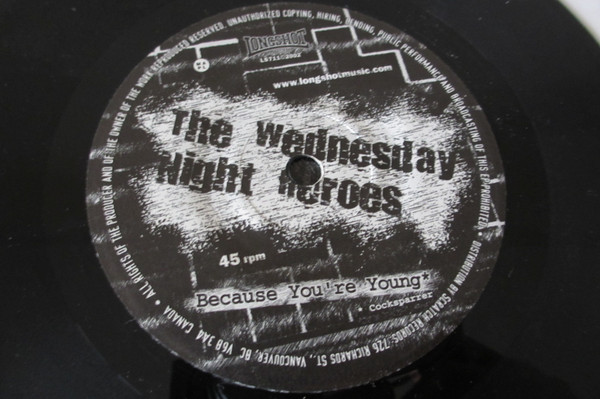 LONGSHOT
www.longshotmusic.com
The Wednesday
Night Heroes
45 rpm
Because You're Young*
* Cocksparrer
• ALL RIGHTS OF THE PRODUCER AND OF THE OWNER OF THE WORK REPRODUCED RESERVED. UNAUTHORIZED COPYING, HIRING, LENDING, PUBLIC PERFORMANCE AND BROADCASTING OF THIS EP PROHIBITED.
DISTRIBUTION BY SCRATCH RECORDS: 726 RICHARDS ST., VANCOUVER, BC V6B 3A4, CANADA